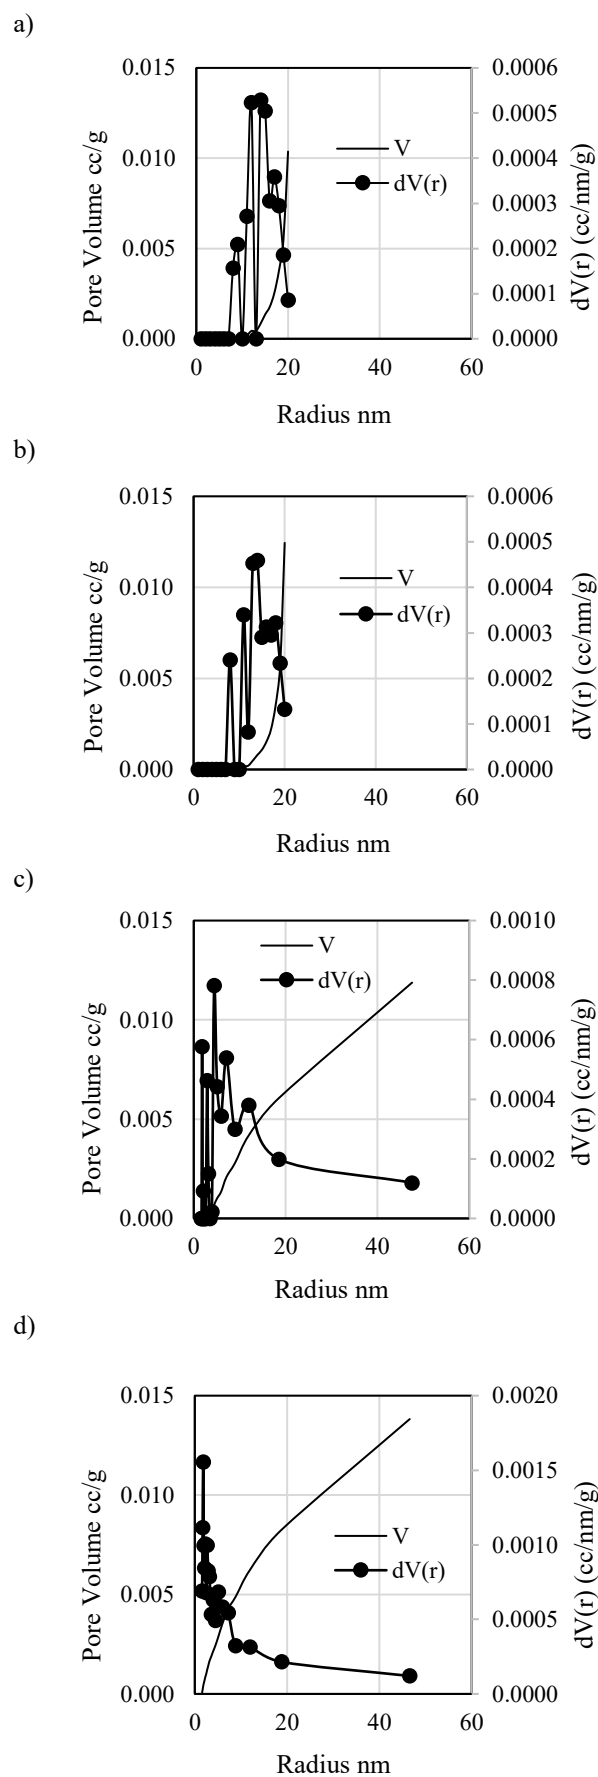 a)
0.015 0.0006
0.0005
0.010 0.0004
V
dV(r)
0.0003
0.005 0.0002
0.0001
0.000 0.0000
0 20 40 60
Pore Volume cc/g
dV(r) (cc/nm/g)
Radius nm
b)
0.015 0.0006
0.0005
0.010 0.0004
V
dV(r)
0.0003
0.005 0.0002
0.0001
0.000 0.0000
0 20 40 60
Pore Volume cc/g
dV(r) (cc/nm/g)
Radius nm
c)
0.015 0.0010
V
dV(r)
0.0008
0.010 0.0006
0.005 0.0004
0.0002
0.000 0.0000
0 20 40 60
Pore Volume cc/g
dV(r) (cc/nm/g)
Radius nm
d)
0.015 0.0020
0.0015
0.010 0.0010
V
dV(r)
0.005 0.0005
0.000 0.0000
0 20 40 60
Pore Volume cc/g
dV(r) (cc/nm/g)
Radius nm